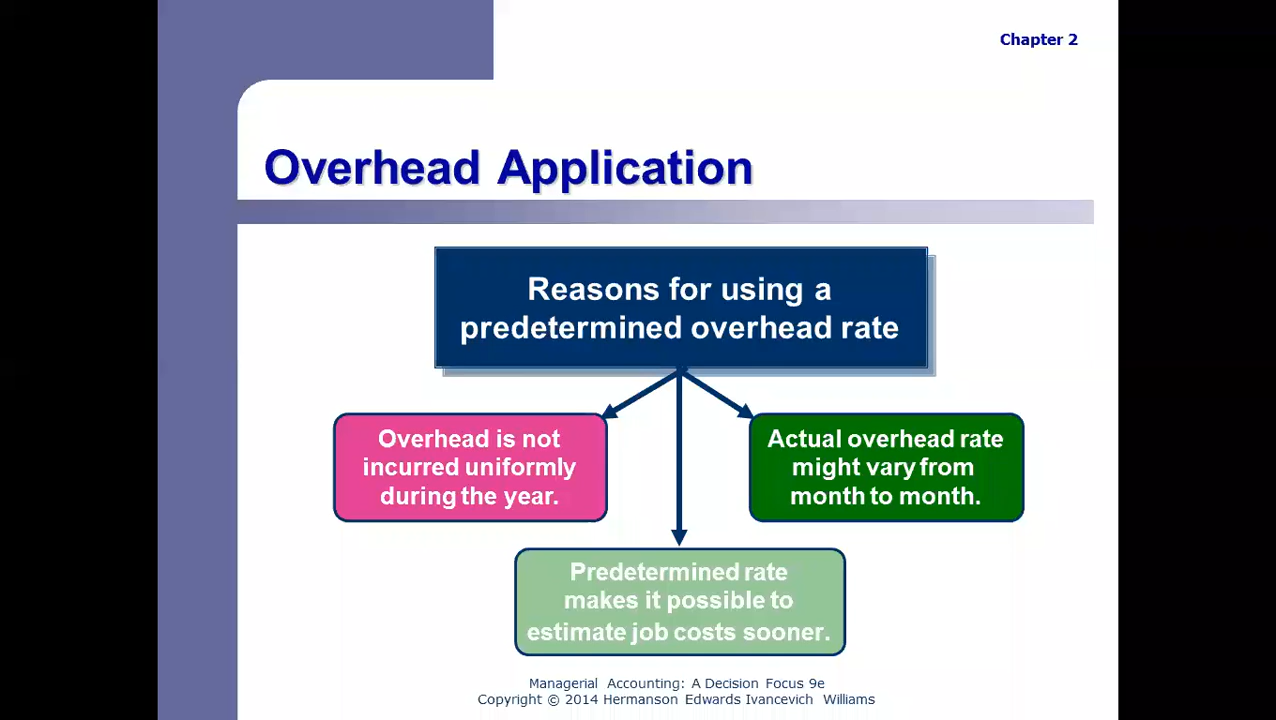 Chapter 2
Overhead Application
Reasons for using a
predetermined overhead rate
Overhead is not
incurred uniformly
during the year.
Actual overhead rate
might vary from
month to month.
Predetermined rate
makes it possible to
estimate job costs sooner.
Managerial Accounting: A Decision Focus 9e
Copyright © 2014 Hermanson Edwards Ivancevich Williams